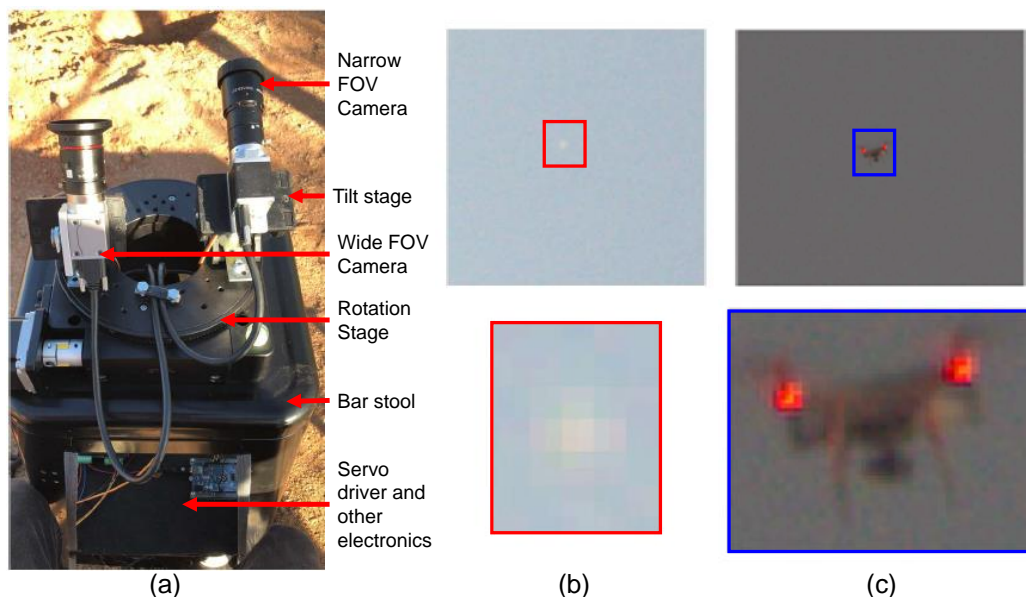 Narrow
FOV
Camera
Tilt stage
Wide FOV
Camera
Rotation
Stage
Bar stool
Servo
driver and
other
electronics
(a)
(b)
(c)